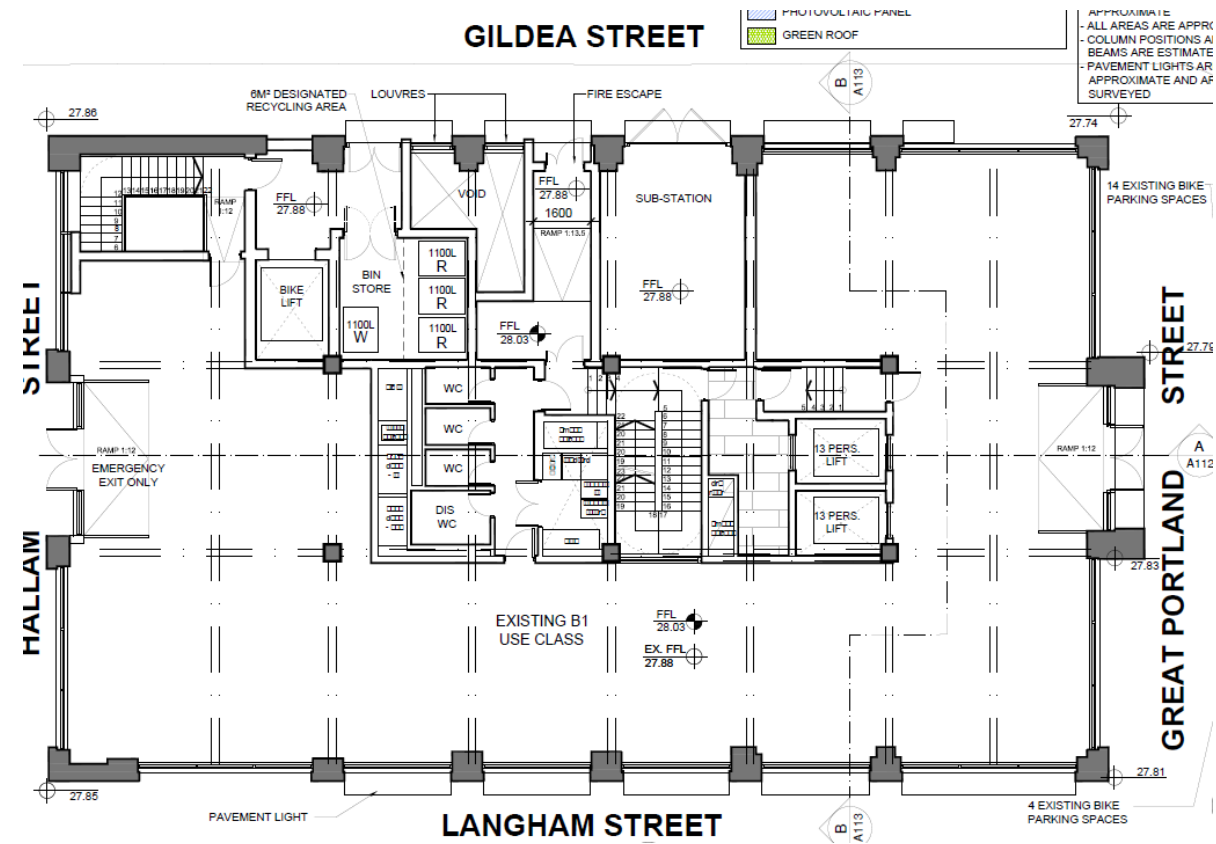 PHOTOVOLTAIC PANEL
GREEN ROOF
APPROXIMATE
- ALL AREAS ARE
- COLUMN POSITIONS
BEAMS ARE
- PAVEMENT LIGHTS
APPROXIMATE AND
SURVEYED
GILDEA STREET
B
A113
6M² DESIGNATED
RECYCLING AREA
LOUVRES
FIRE ESCAPE
27.86
27.74
14 EXISTING BIKE
PARKING SPACES
RAMP
1:12
FFL
27.88
VOID
FFL
27.88
1600
RAMP 1:13.5
SUB-STATION
FFL
27.88
BIKE
LIFT
BIN
STORE
1100L
R
1100L
R
1100L
R
1100L
W
FFL
28.03
27.79
WC
WC
WC
DIS
WC
13 PERS.
LIFT
13 PERS.
LIFT
RAMP 1:12
EMERGENCY
EXIT ONLY
RAMP 1:12
A
A112
HALLAM STREET
GREAT PORTLAND STREET
27.83
EXISTING B1
USE CLASS
FFL
28.03
EX. FFL
27.88
27.85
27.81
PAVEMENT LIGHT
LANGHAM STREET
B
A113
4 EXISTING BIKE
PARKING SPACES